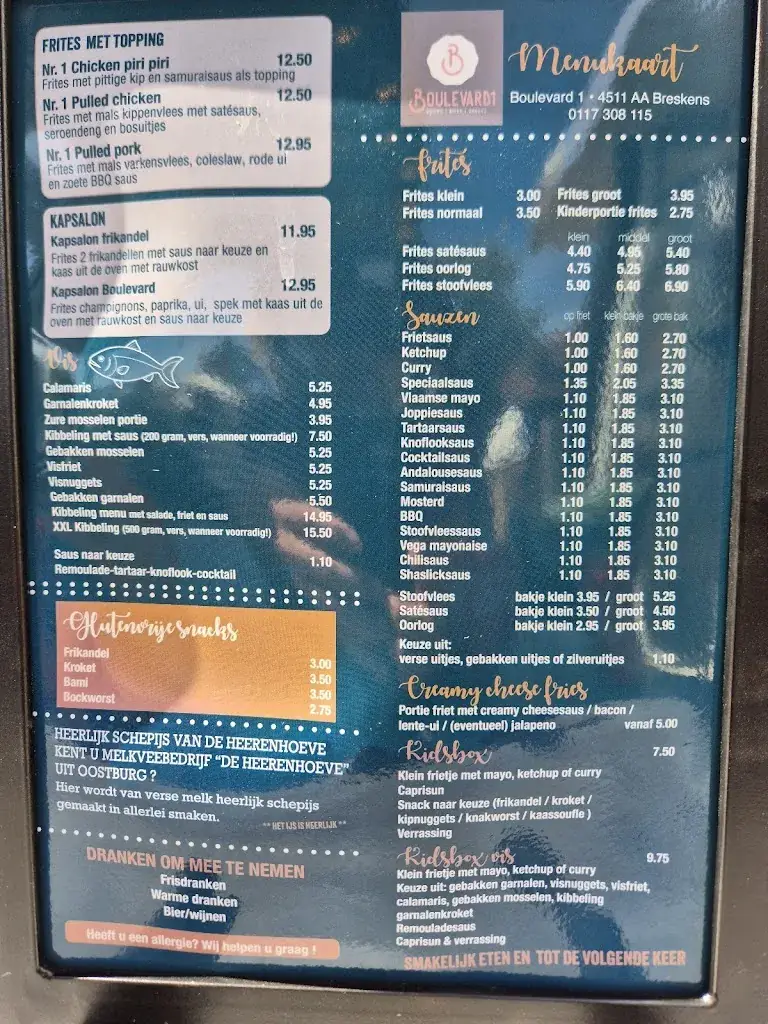 FRITES MET TOPPING
Nr. 1 Chicken piri piri 12.50
Frites met pittige kip en samuraisaus als topping
Nr. 1 Pulled chicken 12.50
Frites met mals kippenvlees met satésaus,
seroendeng en bosuitjes
Nr. 1 Pulled pork 12.95
Frites met mals varkensvlees, coleslaw, rode ui
en zoete BBQ saus
KAPSALON
Kapsalon frikandel 11.95
Frites 2 frikandellen met saus naar keuze en
kaas uit de oven met rauwkost
Kapsalon Boulevard 12.95
Frites champignons, paprika, ui, spek met kaas uit de
oven met rauwkost en saus naar keuze
Vis
Calamaris 5.25
Garnalenkroket 4.95
Zure mosselen portie 3.95
Kibbeling met saus (200 gram, vers, wanneer voorradig!) 7.50
Gebakken mosselen 5.25
Visfriet 5.25
Visnuggets 5.25
Gebakken garnalen 5.50
Kibbeling menu met salade, friet en saus 14.95
XXL Kibbeling (500 gram, vers, wanneer voorradig!) 15.50
Saus naar keuze 1.10
Remoulade-tartaar-knoflook-cocktail
Glutenvrije snacks
Frikandel 3.00
Kroket 3.50
Bami 3.50
Bockworst 2.75
HEERLIJK SCHEPIJS VAN DE HEERENHOEVE
KENT U MELKVEEBEDRIJF "DE HEERENHOEVE"
UIT OOSTBURG ?
Hier wordt van verse melk heerlijk schepijs
gemaakt in allerlei smaken.
** HET IJS IS HEERLIJK **
DRANKEN OM MEE TE NEMEN
Frisdranken
Warme dranken
Bier/wijnen
Heeft u een allergie? Wij helpen u graag !
B
BOULEVARD1
Menukaart
Boulevard 1 • 4511 AA Breskens
0117 308 115
Frites
Frites klein 3.00 Frites groot 3.95
Frites normaal 3.50 Kinderportie frites 2.75
klein middel groot
Frites satésaus 4.40 4.95 5.40
Frites oorlog 4.75 5.25 5.80
Frites stoofvlees 5.90 6.40 6.90
Sauzen op friet klein bakje grote bak
Frietsaus 1.00 1.60 2.70
Ketchup 1.00 1.60 2.70
Curry 1.00 1.60 2.70
Speciaalsaus 1.35 2.05 3.35
Vlaamse mayo 1.10 1.85 3.10
Joppiesaus 1.10 1.85 3.10
Tartaarsaus 1.10 1.85 3.10
Knoflooksaus 1.10 1.85 3.10
Cocktailsaus 1.10 1.85 3.10
Andalousesaus 1.10 1.85 3.10
Samuraisaus 1.10 1.85 3.10
Mosterd 1.10 1.85 3.10
BBQ 1.10 1.85 3.10
Stoofvleessaus 1.10 1.85 3.10
Vega mayonaise 1.10 1.85 3.10
Chilisaus 1.10 1.85 3.10
Shaslicksaus 1.10 1.85 3.10
Stoofvlees bakje klein 3.95 / groot 5.25
Satésaus bakje klein 3.50 / groot 4.50
Oorlog bakje klein 2.95 / groot 3.95
Keuze uit:
verse uitjes, gebakken uitjes of zilveruitjes 1.10
Creamy cheese fries
Portie friet met creamy cheesesaus / bacon /
lente-ui / (eventueel) jalapeno vanaf 5.00
Kidsbox 7.50
Klein frietje met mayo, ketchup of curry
Caprisun
Snack naar keuze (frikandel / kroket /
kipnuggets / knakworst / kaassoufle )
Verrassing
Kidsbox vis 9.75
Klein frietje met mayo, ketchup of curry
Keuze uit: gebakken garnalen, visnuggets, visfriet,
calamaris, gebakken mosselen, kibbeling
garnalenkroket
Remouladesaus
Caprisun & verrassing
SMAKELIJK ETEN EN TOT DE VOLGENDE KEER